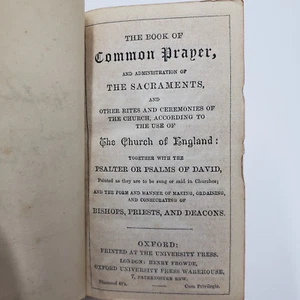 THE BOOK OF
Common Prayer,
AND ADMINISTRATION OF
THE SACRAMENTS,
AND
OTHER RITES AND CEREMONIES OF
THE CHURCH, ACCORDING TO
THE USE OF
The Church of England:
TOGETHER WITH THE
PSALTER OR PSALMS OF DAVID,
Pointed as they are to be sung or said in Churches;
AND THE FORM AND MANNER OF MAKING, ORDAINING,
AND CONSECRATING OF
BISHOPS, PRIESTS, AND DEACONS.
OXFORD:
PRINTED AT THE UNIVERSITY PRESS.
LONDON: HENRY FROWDE,
OXFORD UNIVERSITY PRESS WAREHOUSE,
7, PATERNOSTER ROW.
Diamond
Cum Privilegio.